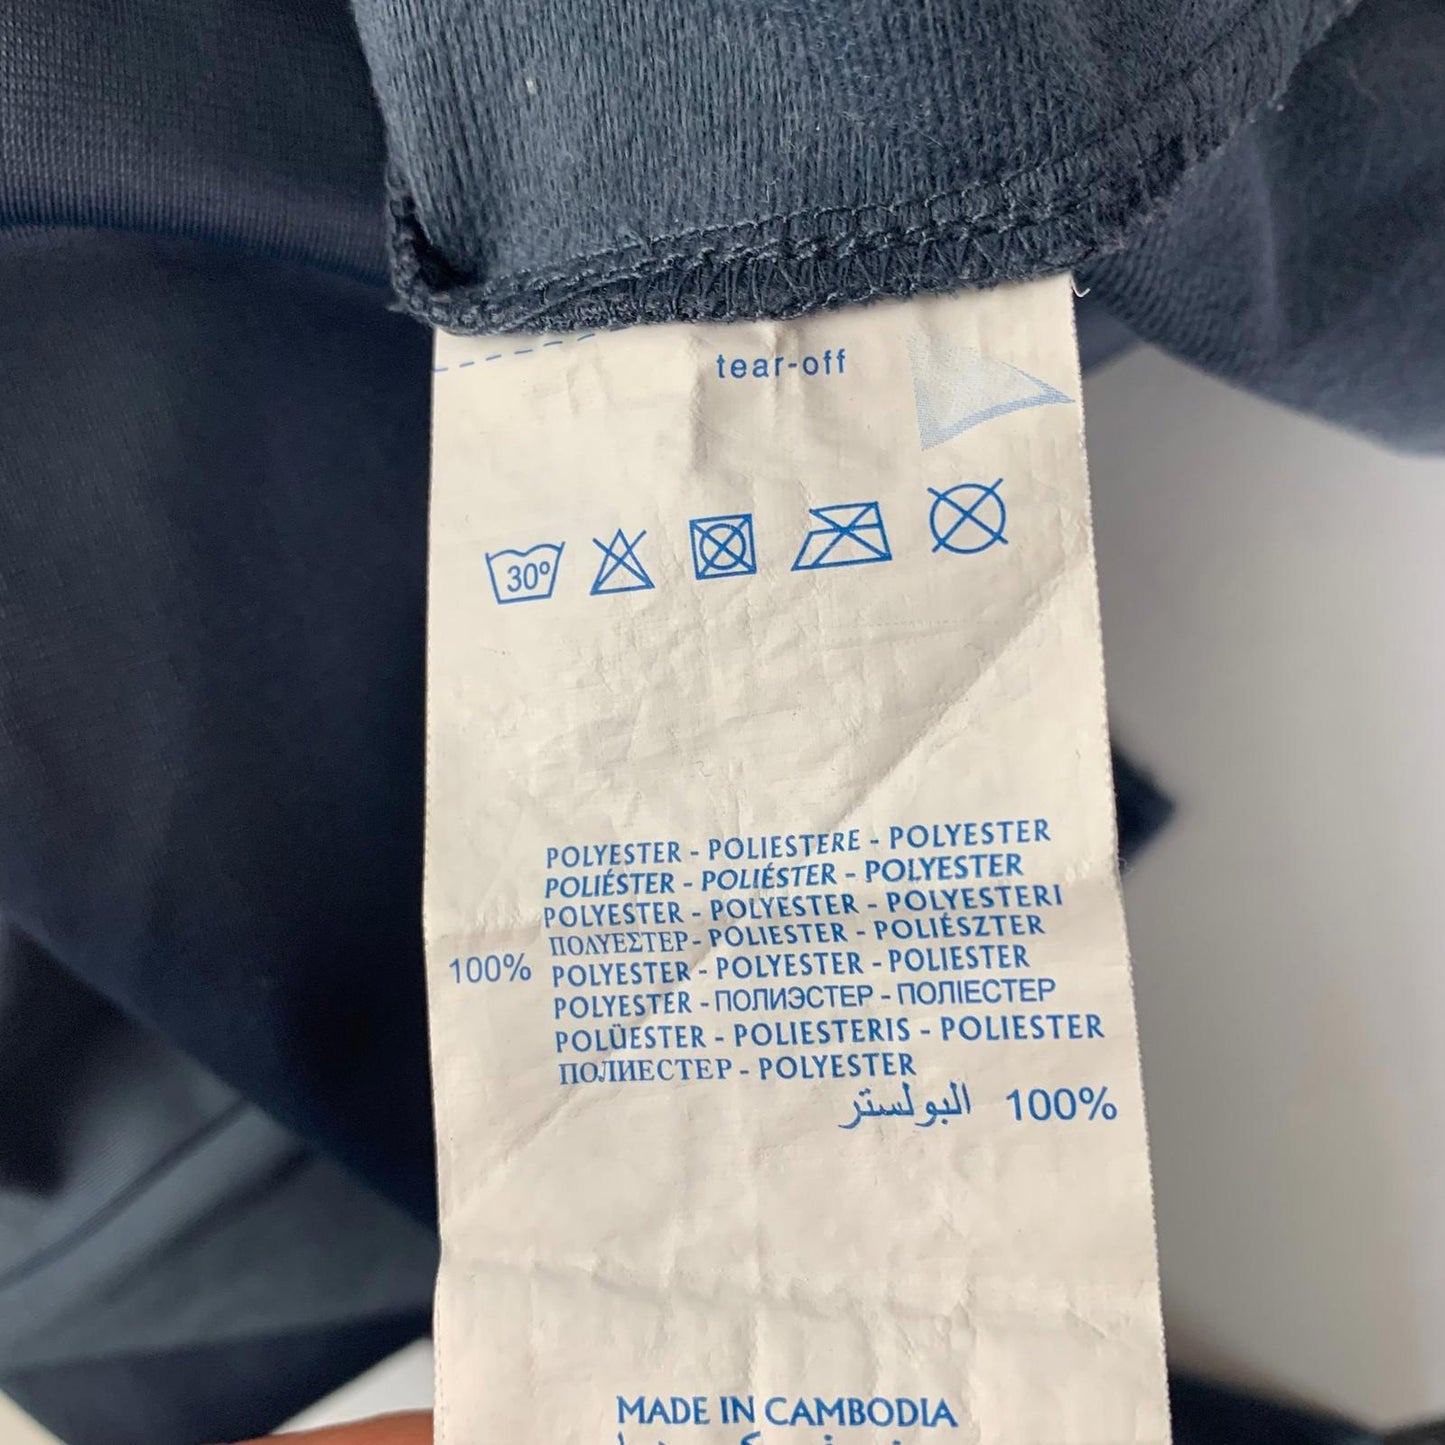 tear-off
30°
POLYESTER - POLIESTERE - POLYESTER
POLIÉSTER - POLIÉSTER - POLYESTER
POLYESTER - POLYESTER - POLYESTERI
ΠΟΛΥΕΣΤΕΡ - POLIESTER - POLIÉSZTER
100% POLYESTER - POLYESTER - POLIESTER
POLYESTER - ПОЛИЭСТЕР - ПОЛІЕСТЕР
POLÜESTER - POLIESTERIS - POLIESTER
ПОЛИЕСТЕР - POLYESTER
100% البولستر
MADE IN CAMBODIA